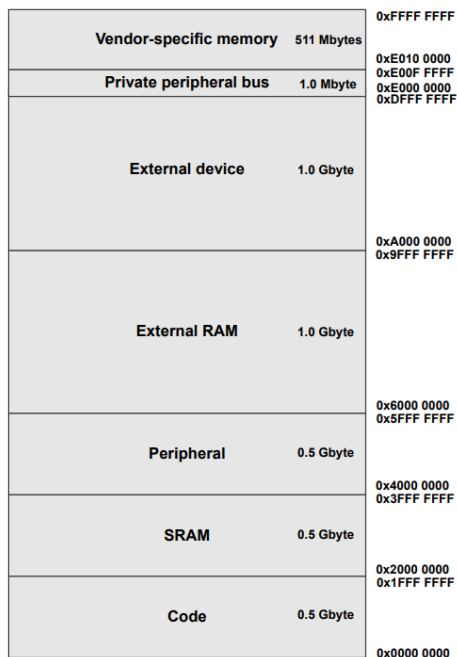 0xFFFF FFFF
Vendor-specific memory 511 Mbytes
0xE010 0000
0xE00F FFFF
Private peripheral bus 1.0 Mbyte
0xE000 0000
0xDFFF FFFF
External device 1.0 Gbyte
0xA000 0000
0x9FFF FFFF
External RAM 1.0 Gbyte
0x6000 0000
0x5FFF FFFF
Peripheral 0.5 Gbyte
0x4000 0000
0x3FFF FFFF
SRAM 0.5 Gbyte
0x2000 0000
0x1FFF FFFF
Code 0.5 Gbyte
0x0000 0000